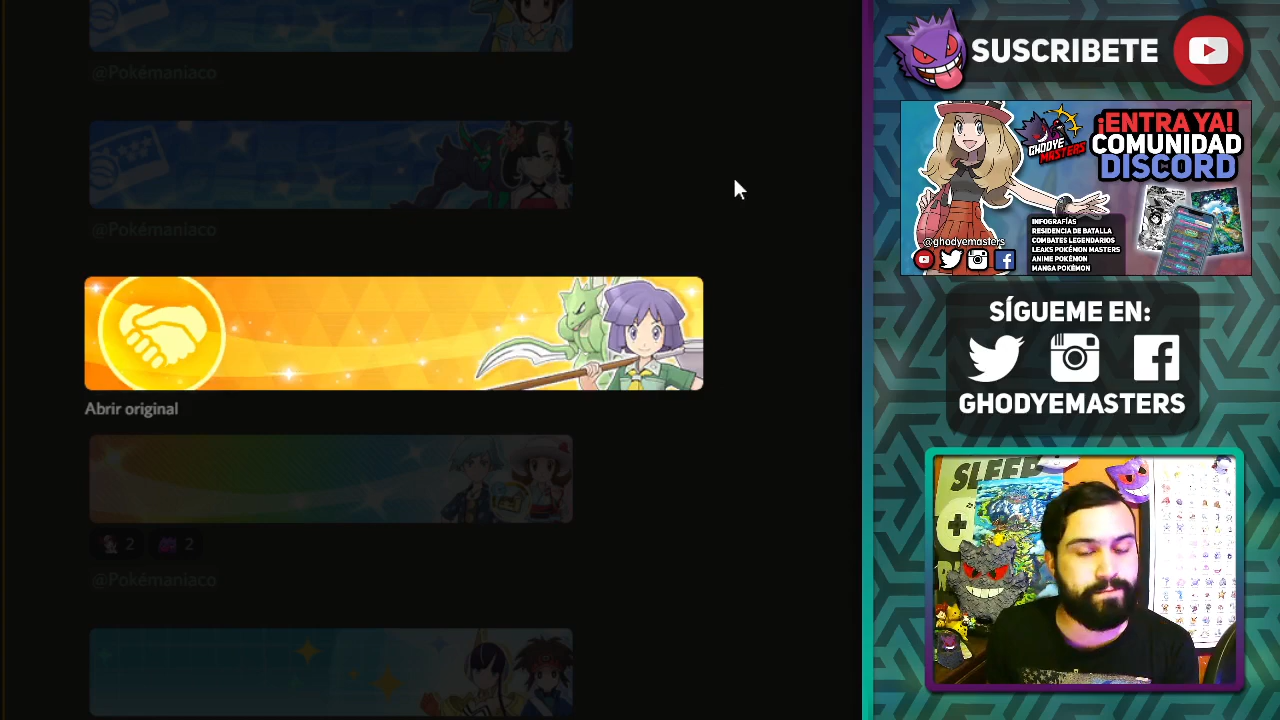 @Pokémaniaco
@Pokémaniaco
Abrir original
2
2
@Pokémaniaco
SUSCRIBETE
¡ENTRA YA!
COMUNIDAD
DISCORD
GHODYE
MASTERS
INFOGRAFÍAS
RESIDENCIA DE BATALLA
COMBATES LEGENDARIOS
LEAKS POKÉMON MASTERS
ANIME POKÉMON
MANGA POKÉMON
@ghodyemasters
SÍGUEME EN:
GHODYEMASTERS
SLEEP